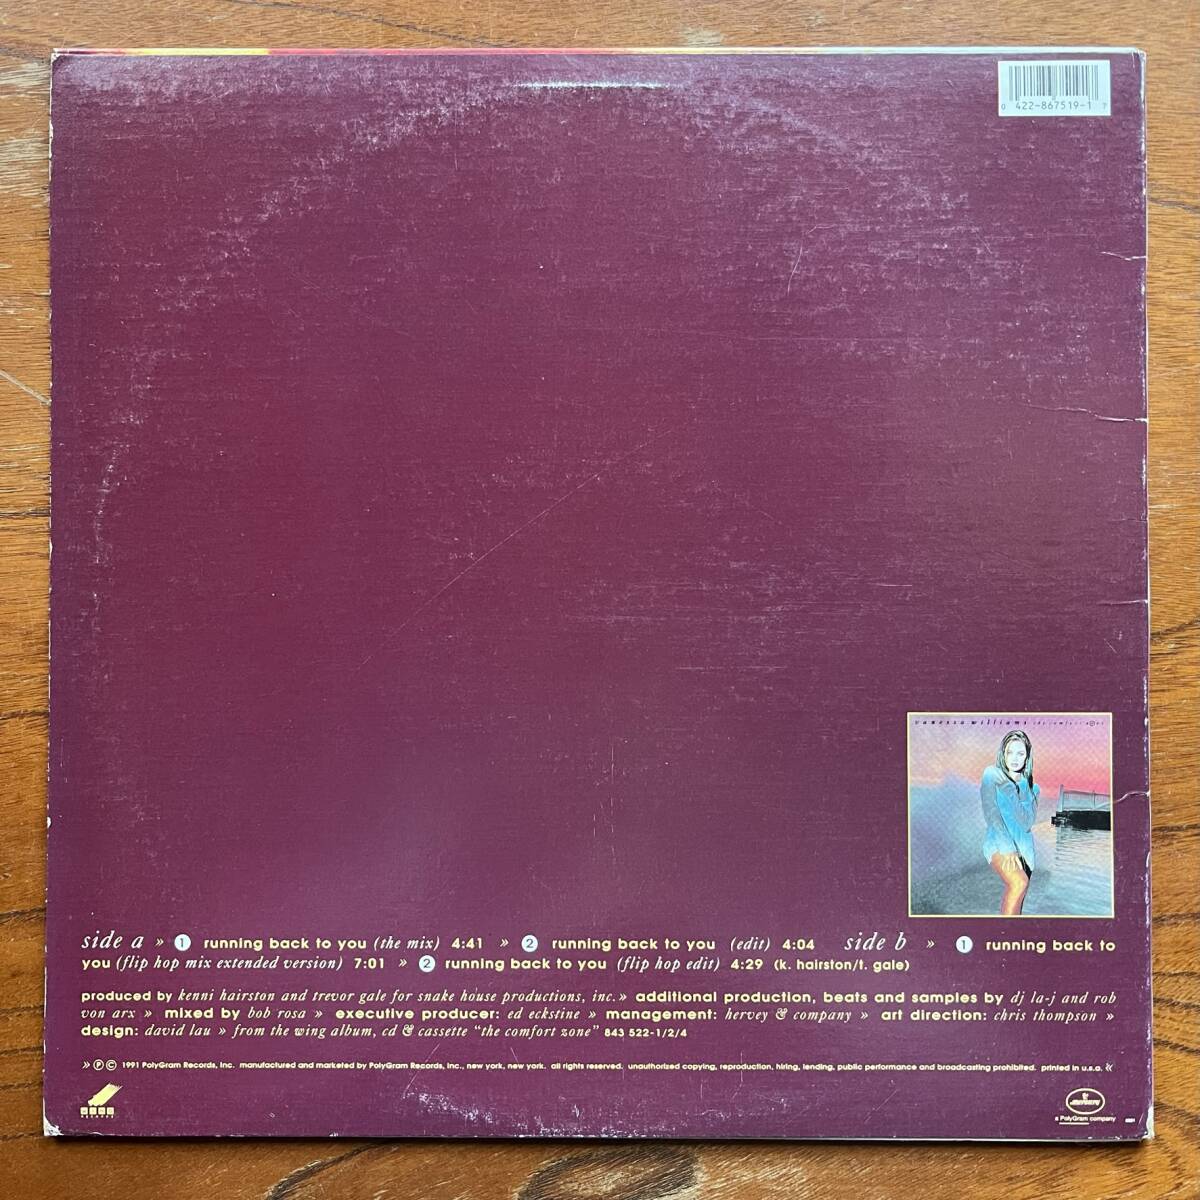 0 422-867519-1 7
vanessa williams the comfort zone
side a » 1 running back to you (the mix) 4:41 » 2 running back to you (edit) 4:04 side b » 1 running back to
you (flip hop mix extended version) 7:01 » 2 running back to you (flip hop edit) 4:29 (k. hairston/t. gale)
produced by kenni hairston and trevor gale for snake house productions, inc. » additional production, beats and samples by dj la-j and rob
von arx » mixed by bob rosa » executive producer: ed eckstine » management: hervey & company » art direction: chris thompson »
design: david lau » from the wing album, cd & cassette "the comfort zone" 843 522-1/2/4
» ℗ © 1991 PolyGram Records, Inc. manufactured and marketed by PolyGram Records, Inc., new york, new york. all rights reserved. unauthorized copying, reproduction, hiring, lending, public performance and broadcasting prohibited. printed in u.s.a.
wing
records
mercury
a PolyGram company